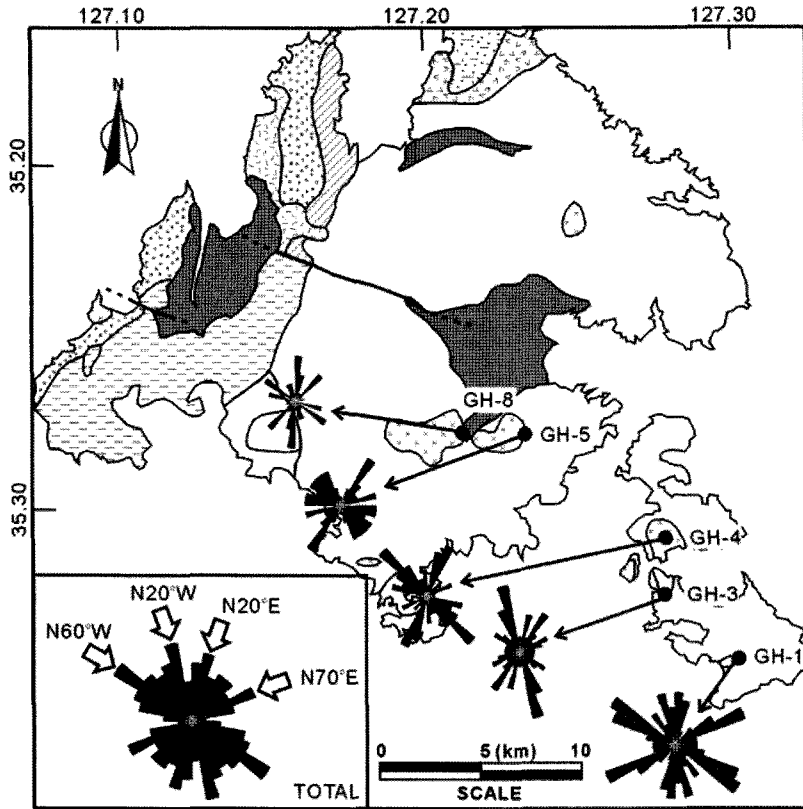 127.10 127.20 127.30
N
35.20
GH-8
GH-5
35.30
GH-4
GH-3
GH-1
N20°W
N20°E
N60°W
N70°E
TOTAL
0 5 (km) 10
SCALE